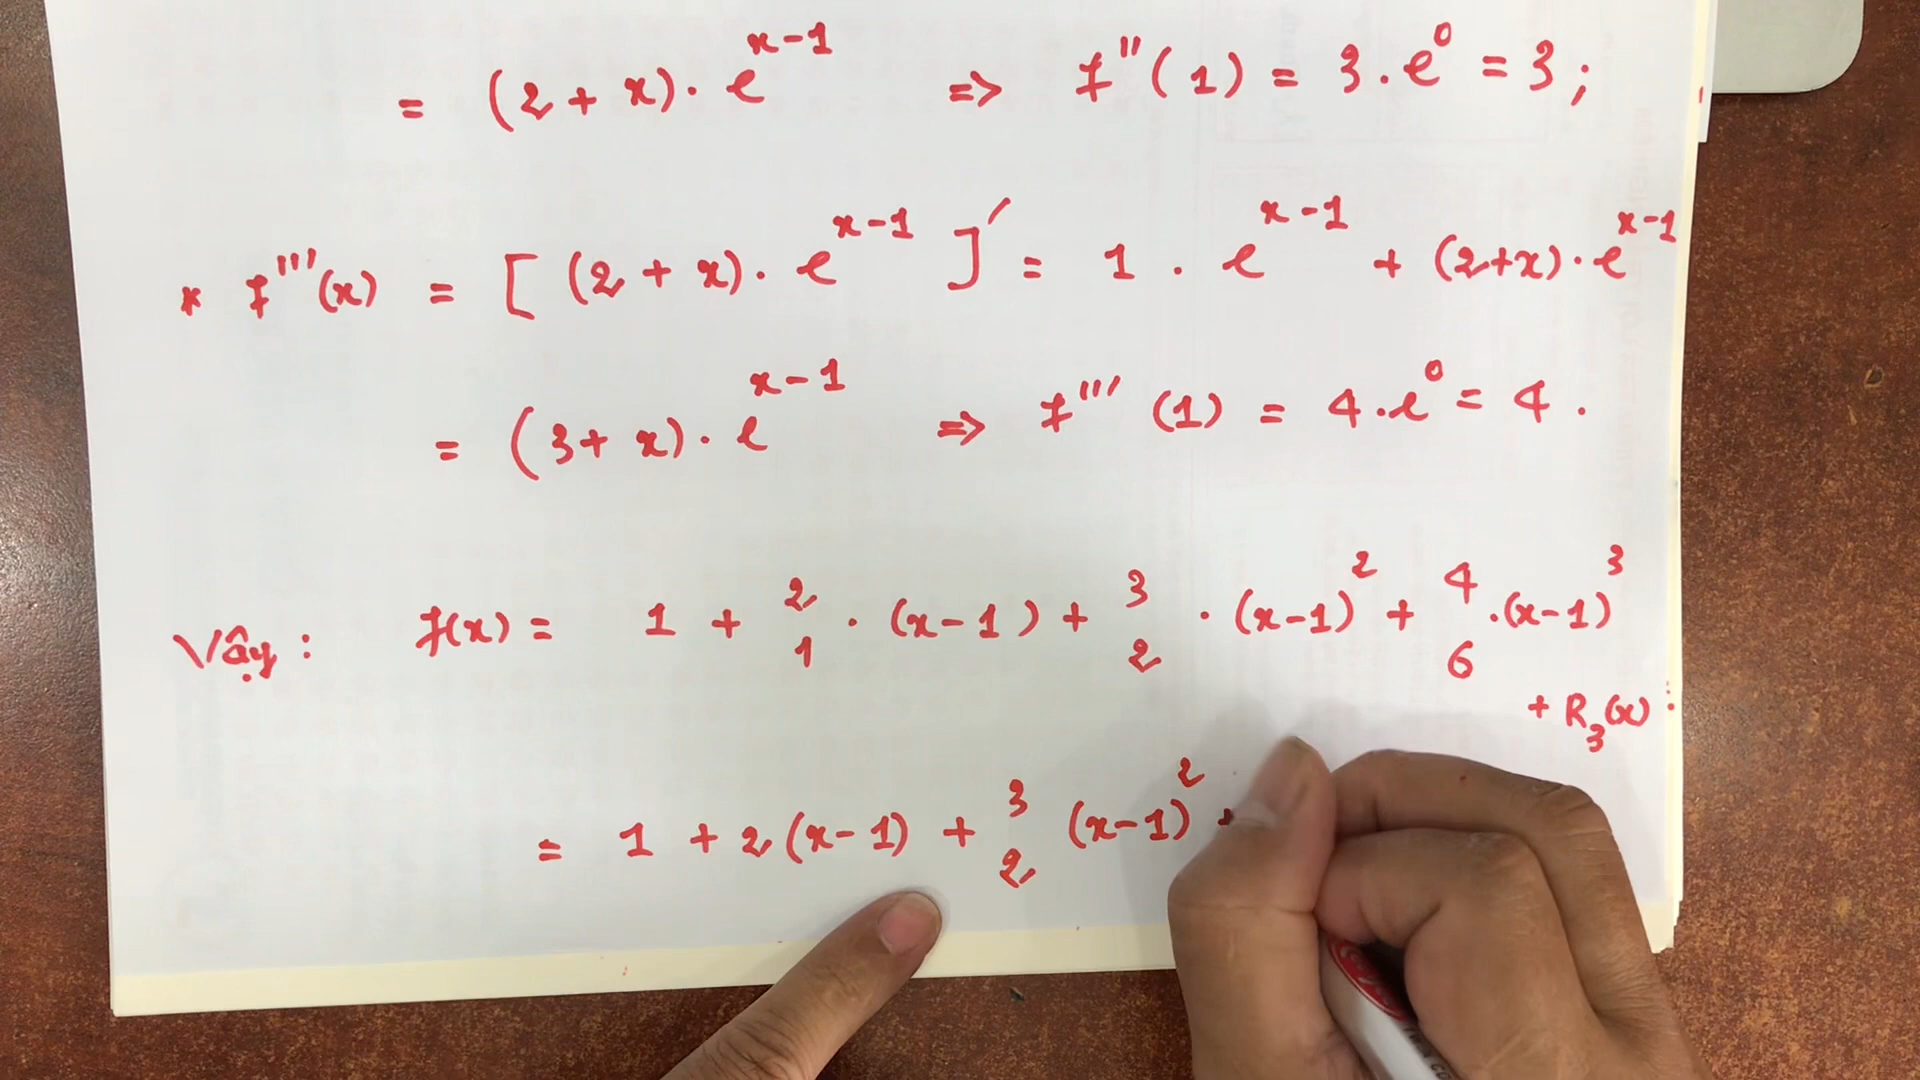 = (2 + x) · e^{x-1} => f''(1) = 3 . e^0 = 3 ;
* f'''(x) = [ (2 + x) · e^{x-1} ]' = 1 . e^{x-1} + (2+x) · e^{x-1}
= (3 + x) · e^{x-1} => f'''(1) = 4 . e^0 = 4 .
Vậy : f(x) = 1 + 2/1 · (x-1) + 3/2 · (x-1)^2 + 4/6 · (x-1)^3
+ R_3(x) :
= 1 + 2(x-1) + 3/2 (x-1)^2 +